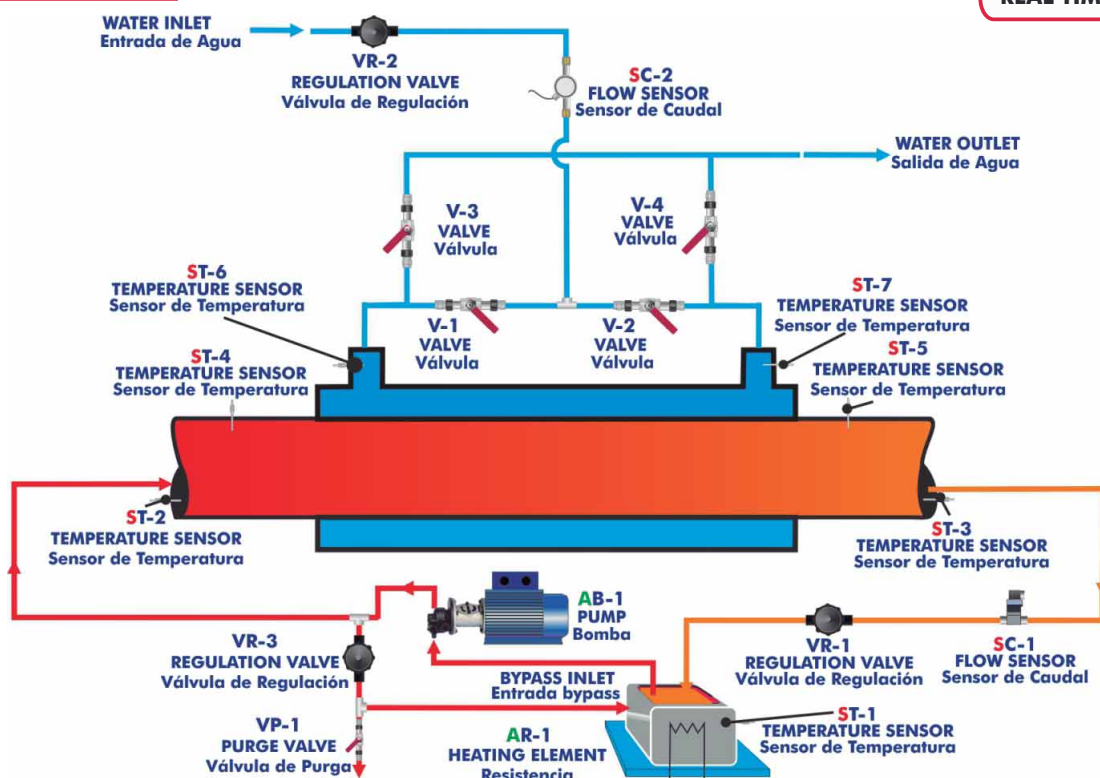 REAL TIM
WATER INLET
Entrada de Agua
VR-2
REGULATION VALVE
Válvula de Regulación
SC-2
FLOW SENSOR
Sensor de Caudal
WATER OUTLET
Salida de Agua
V-3
VALVE
Válvula
V-4
VALVE
Válvula
ST-6
TEMPERATURE SENSOR
Sensor de Temperatura
ST-7
TEMPERATURE SENSOR
Sensor de Temperatura
V-1
VALVE
Válvula
V-2
VALVE
Válvula
ST-4
TEMPERATURE SENSOR
Sensor de Temperatura
ST-5
TEMPERATURE SENSOR
Sensor de Temperatura
ST-2
TEMPERATURE SENSOR
Sensor de Temperatura
ST-3
TEMPERATURE SENSOR
Sensor de Temperatura
AB-1
PUMP
Bomba
VR-3
REGULATION VALVE
Válvula de Regulación
VR-1
REGULATION VALVE
Válvula de Regulación
SC-1
FLOW SENSOR
Sensor de Caudal
BYPASS INLET
Entrada bypass
VP-1
PURGE VALVE
Válvula de Purga
AR-1
HEATING ELEMENT
Resistencia
ST-1
TEMPERATURE SENSOR
Sensor de Temperatura